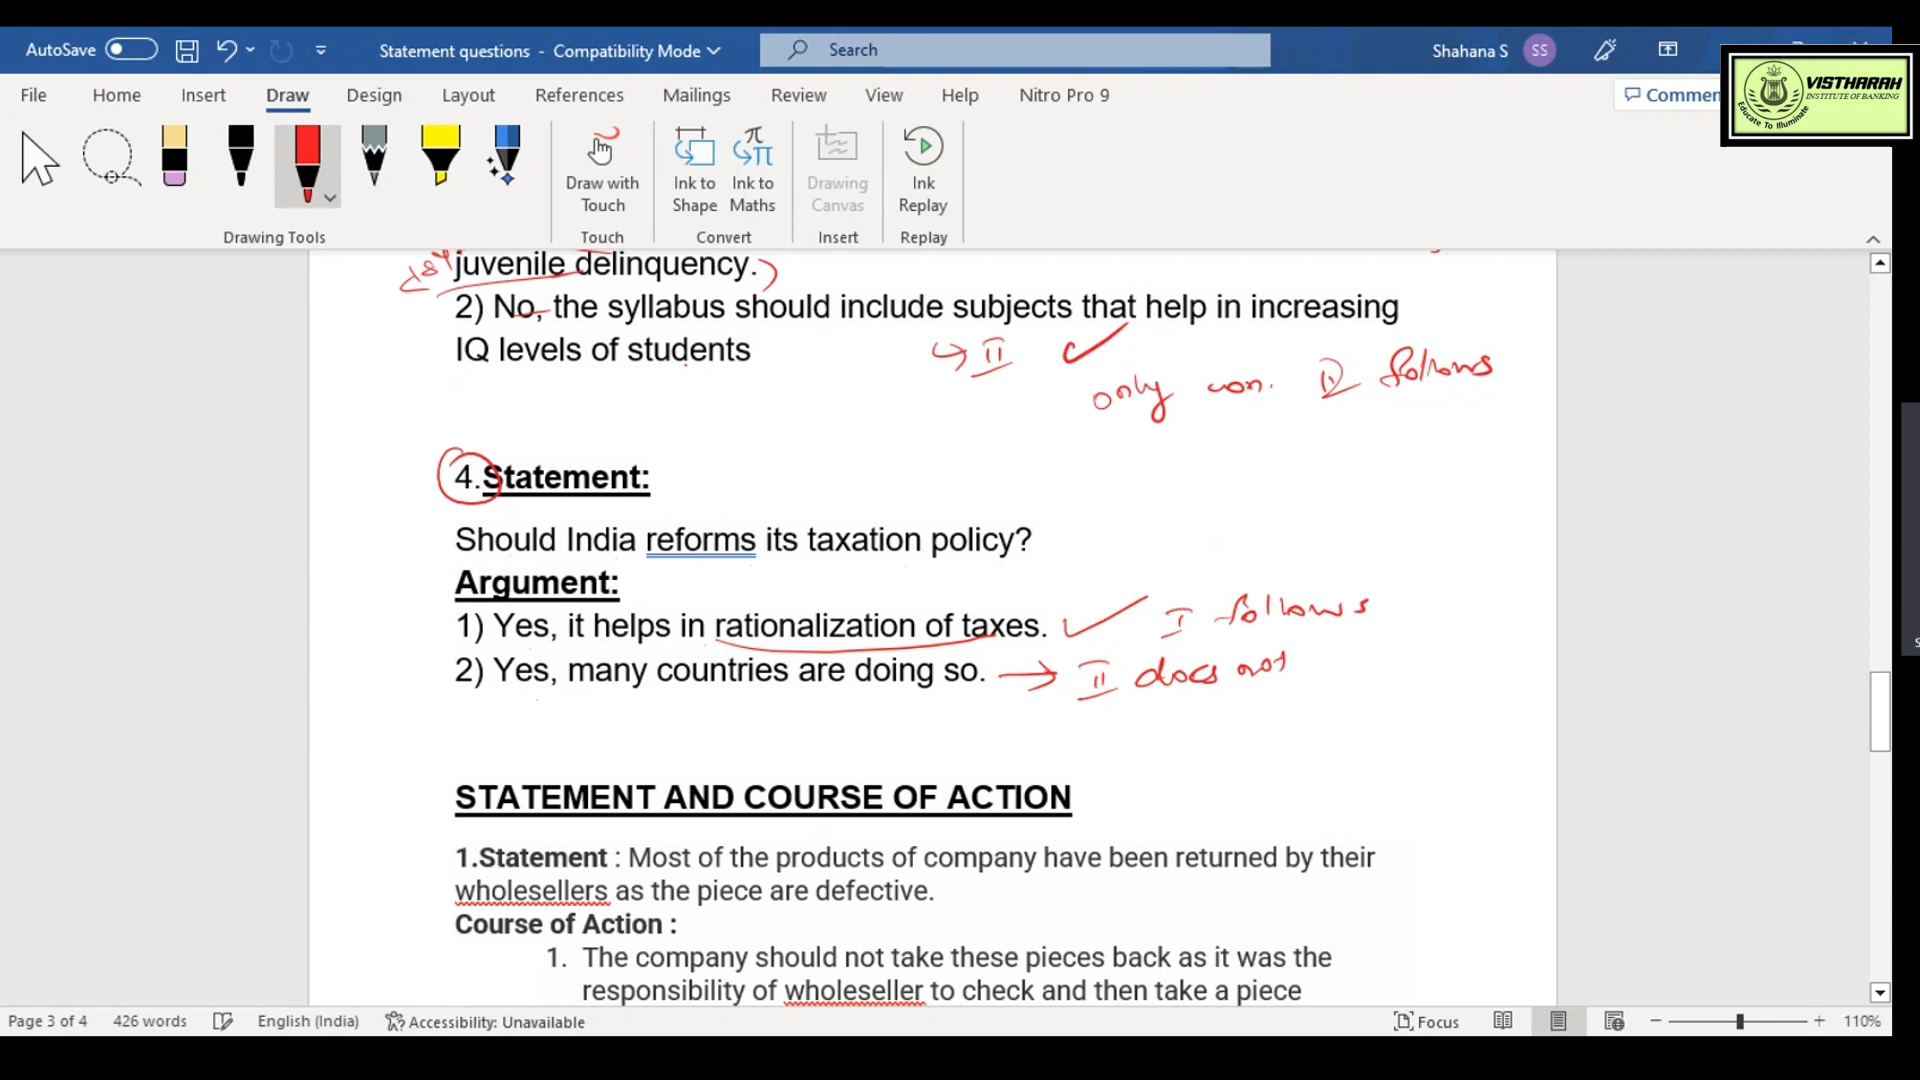 AutoSave
Statement questions - Compatibility Mode
Search
Shahana S
SS
File Home Insert Draw Design Layout References Mailings Review View Help Nitro Pro 9
Commen
VISTHARAH
INSTITUTE OF BANKING
Educate To Illuminate
Draw with Touch
Ink to Shape
Ink to Maths
Drawing Canvas
Ink Replay
Drawing Tools
Touch
Convert
Insert
Replay
juvenile delinquency.
2) No, the syllabus should include subjects that help in increasing
IQ levels of students
II
only con. II follows
4.Statement:
Should India reforms its taxation policy?
Argument:
1) Yes, it helps in rationalization of taxes. I follows
2) Yes, many countries are doing so. II does not
STATEMENT AND COURSE OF ACTION
1.Statement : Most of the products of company have been returned by their
wholesellers as the piece are defective.
Course of Action :
1. The company should not take these pieces back as it was the
responsibility of wholeseller to check and then take a piece
Page 3 of 4 426 words English (India) Accessibility: Unavailable Focus 110%